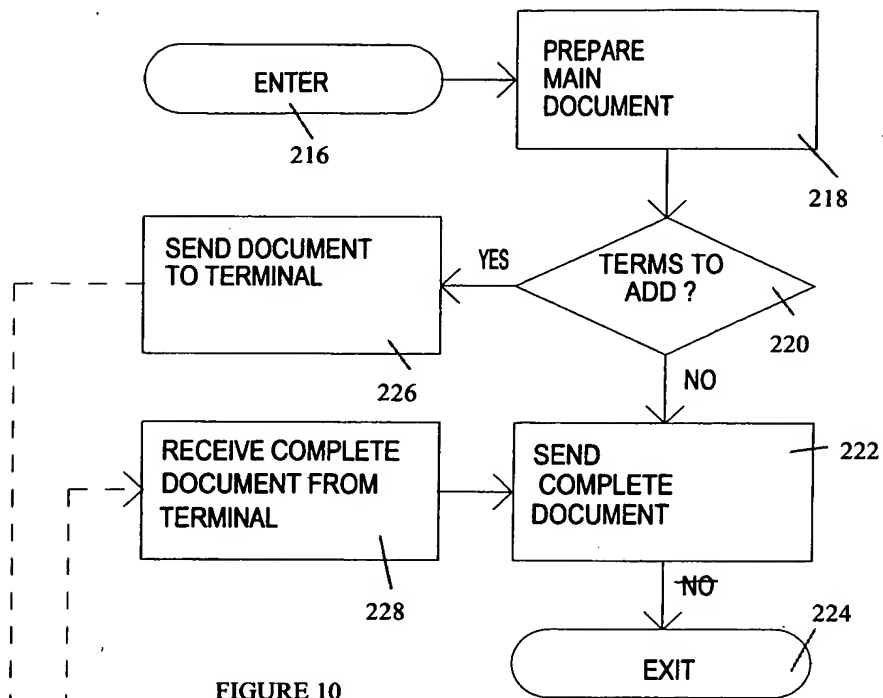 ENTER
216
PREPARE
MAIN
DOCUMENT
218
SEND DOCUMENT
TO TERMINAL
226
YES
TERMS TO
ADD ?
220
NO
RECEIVE COMPLETE
DOCUMENT FROM
TERMINAL
228
SEND
COMPLETE
DOCUMENT
222
NO
EXIT
224
FIGURE 10